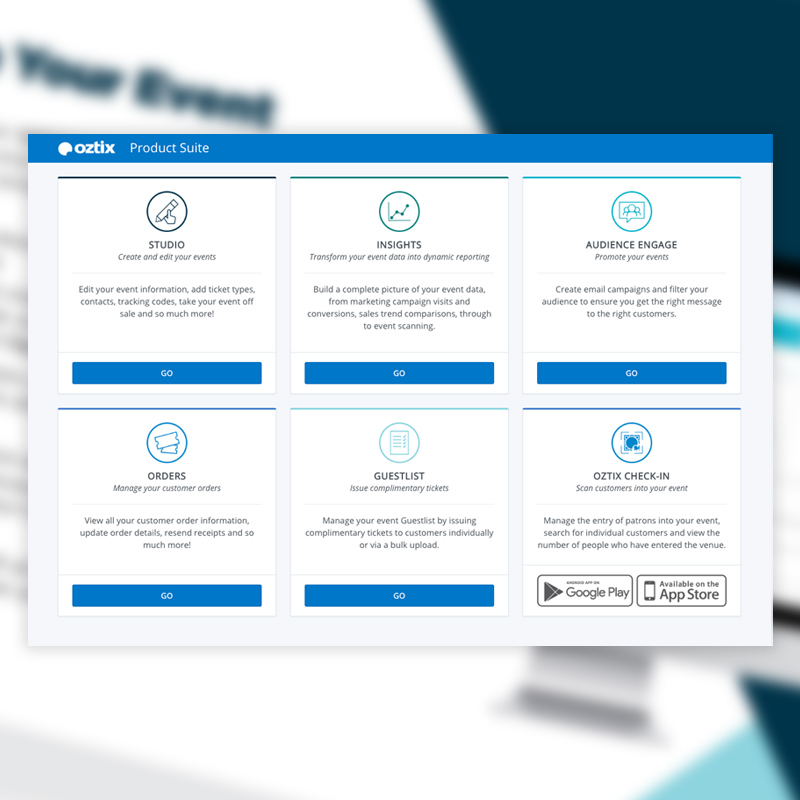 Your Event
oztix Product Suite
STUDIO
Create and edit your events
Edit your event information, add ticket types,
contacts, tracking codes, take your event off
sale and so much more!
GO
INSIGHTS
Transform your event data into dynamic reporting
Build a complete picture of your event data,
from marketing campaign visits and
conversions, sales trend comparisons, through
to event scanning.
GO
AUDIENCE ENGAGE
Promote your events
Create email campaigns and filter your
audience to ensure you get the right message
to the right customers.
GO
ORDERS
Manage your customer orders
View all your customer order information,
update order details, resend receipts and so
much more!
GO
GUESTLIST
Issue complimentary tickets
Manage your event Guestlist by issuing
complimentary tickets to customers individually
or via a bulk upload.
GO
OZTIX CHECK-IN
Scan customers into your event
Manage the entry of patrons into your event,
search for individual customers and view the
number of people who have entered the venue.
ANDROID APP ON
Google Play
Available on the
App Store